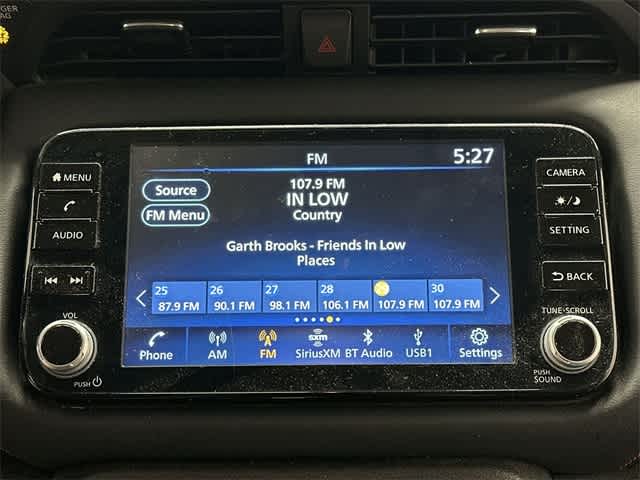 GER
AG
FM
5:27
MENU
AUDIO
Source
FM Menu
107.9 FM
IN LOW
Country
Garth Brooks - Friends In Low
Places
25 26 27 28 30
87.9 FM 90.1 FM 98.1 FM 106.1 FM 107.9 FM 107.9 FM
Phone AM FM SXM SiriusXM BT Audio USB1 Settings
CAMERA
SETTING
BACK
VOL
PUSH
TUNE·SCROLL
PUSH
SOUND